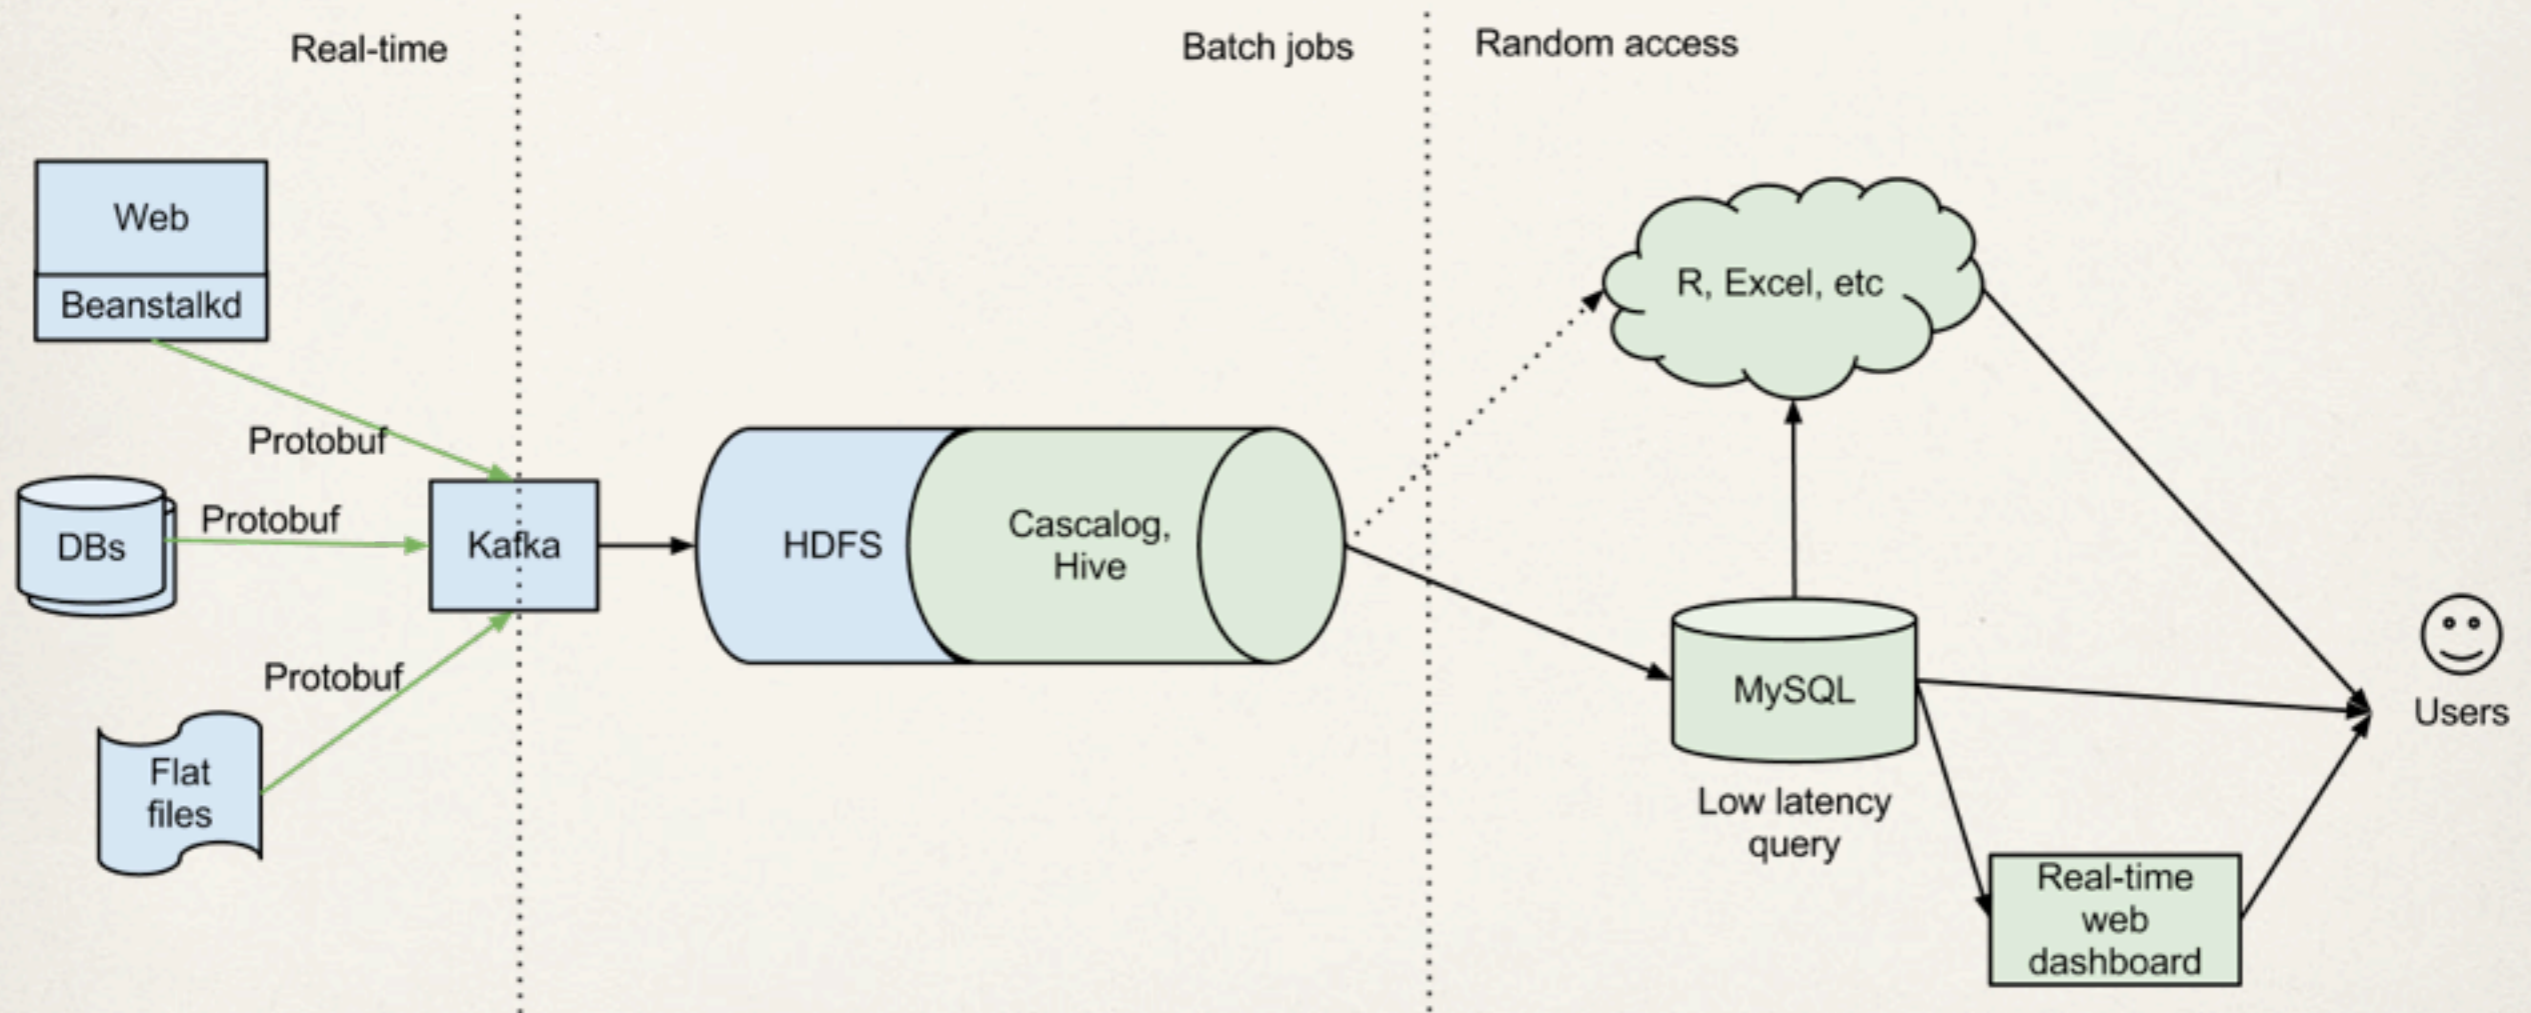 Real-time
Batch jobs
Random access
Web
Beanstalkd
Protobuf
DBs
Protobuf
Kafka
Protobuf
Flat
files
HDFS
Cascalog,
Hive
R, Excel, etc
MySQL
Low latency
query
Real-time
web
dashboard
Users